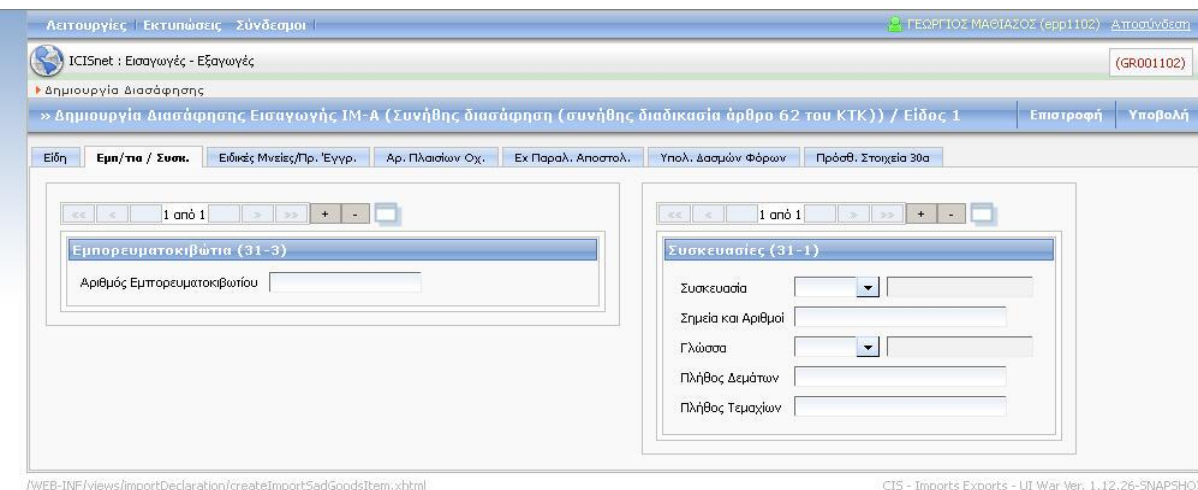 Λειτουργίες | Εκτυπώσεις Σύνδεσμοι |
ΓΕΩΡΓΙΟΣ ΜΑΘΙΑΣΟΣ (epp1102) Αποσύνδεση
ICISnet : Εισαγωγές - Εξαγωγές
(GR001102)
Δημιουργία Διασάφησης
» Δημιουργία Διασάφησης Εισαγωγής IM-A (Συνήθης διασάφηση (συνήθης διαδικασία άρθρο 62 του ΚΤΚ)) / Είδος 1
Επιστροφή Υποβολή
Είδη Εμπ/τια / Συσκ. Ειδικές Μνείες/Πρ. Έγγρ. Αρ. Πλαισίων Οχ. Εx Παραλ. Αποστολ. Υπολ. Δασμών Φόρων Πρόσθ. Στοιχεία 30α
<< < 1 από 1 > >> + -
Εμπορευματοκιβώτια (31-3)
Αριθμός Εμπορευματοκιβωτίου
<< < 1 από 1 > >> + -
Συσκευασίες (31-1)
Συσκευασία
Σημεία και Αριθμοί
Γλώσσα
Πλήθος Δεμάτων
Πλήθος Τεμαχίων
/WEB-INF/views/importDeclaration/createImportSadGoodsItem.xhtml
CIS - Imports Exports - UI War Ver. 1.12.26-SNAPSHO